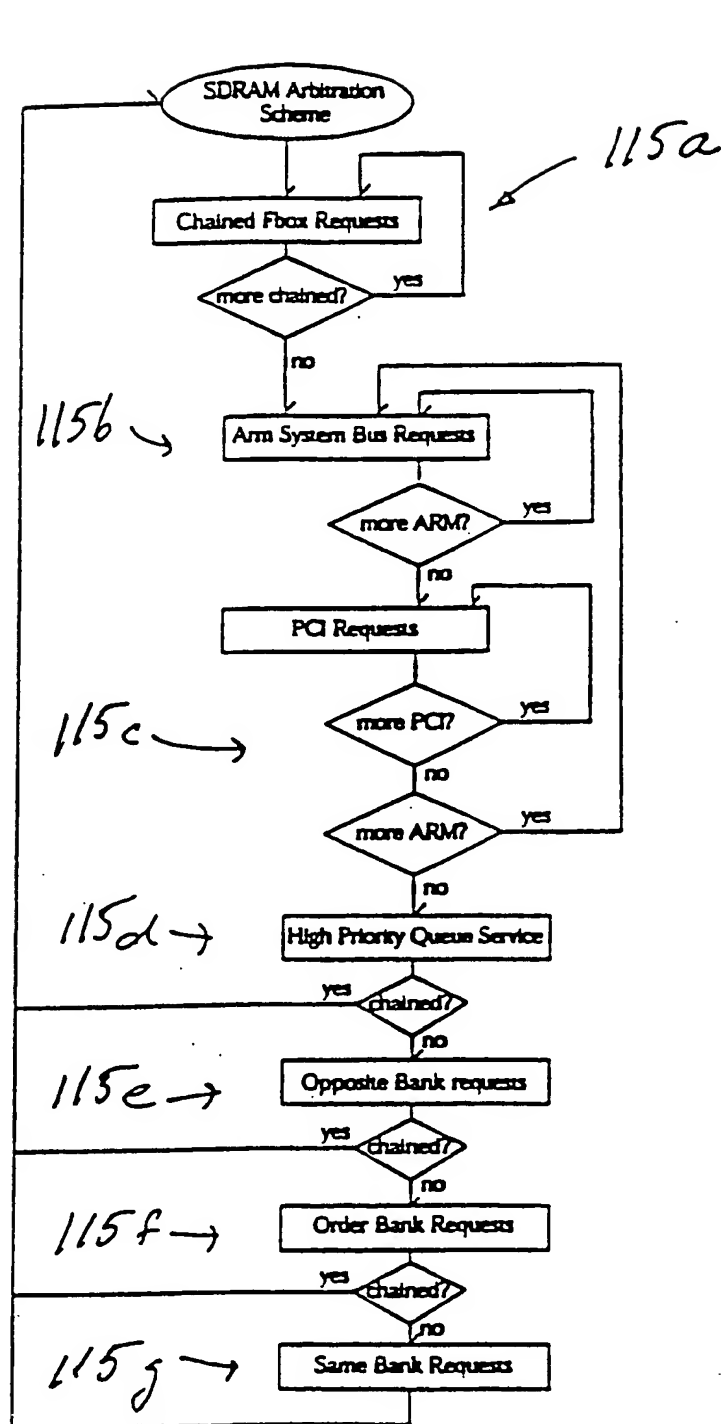 SDRAM Arbitration
Scheme
115a
Chained Fbox Requests
more chained?
yes
no
115b
Arm System Bus Requests
more ARM?
yes
no
PCI Requests
115c
more PCI?
yes
no
more ARM?
yes
no
115d
High Priority Queue Service
yes
chained?
no
115e
Opposite Bank requests
yes
chained?
no
115f
Order Bank Requests
yes
chained?
no
115g
Same Bank Requests